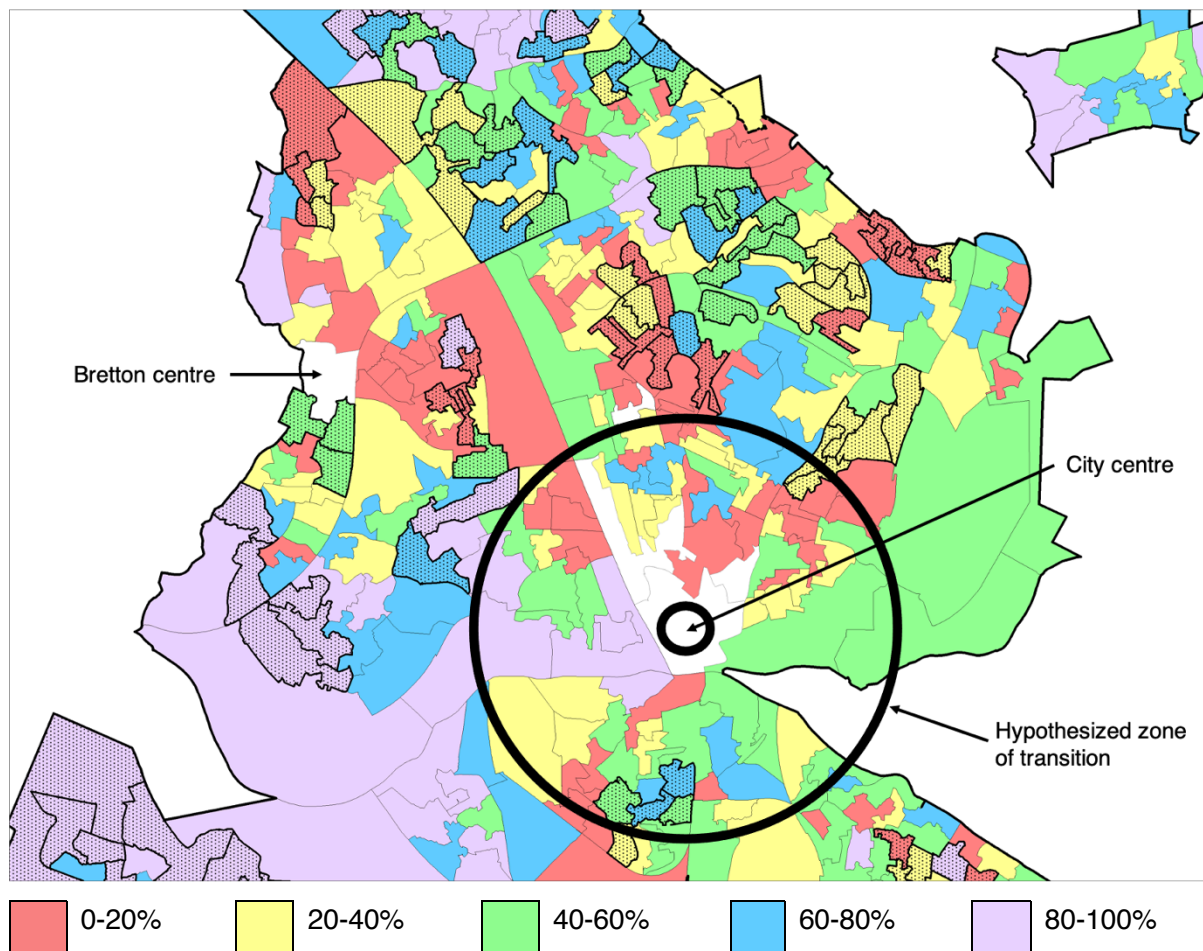 Bretton centre
City centre
Hypothesized zone
of transition
0-20%
20-40%
40-60%
60-80%
80-100%